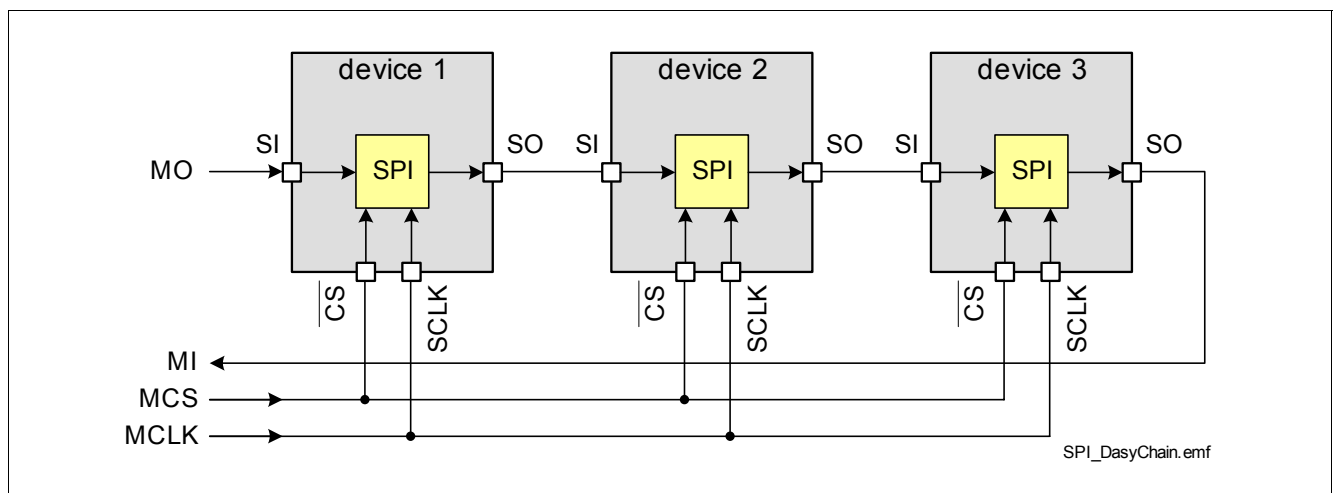 device 1
device 2
device 3
SI
SO
SI
SO
SI
SO
MO
SPI
SPI
SPI
CS
SCLK
CS
SCLK
CS
SCLK
MI
MCS
MCLK
SPI_DasyChain.emf